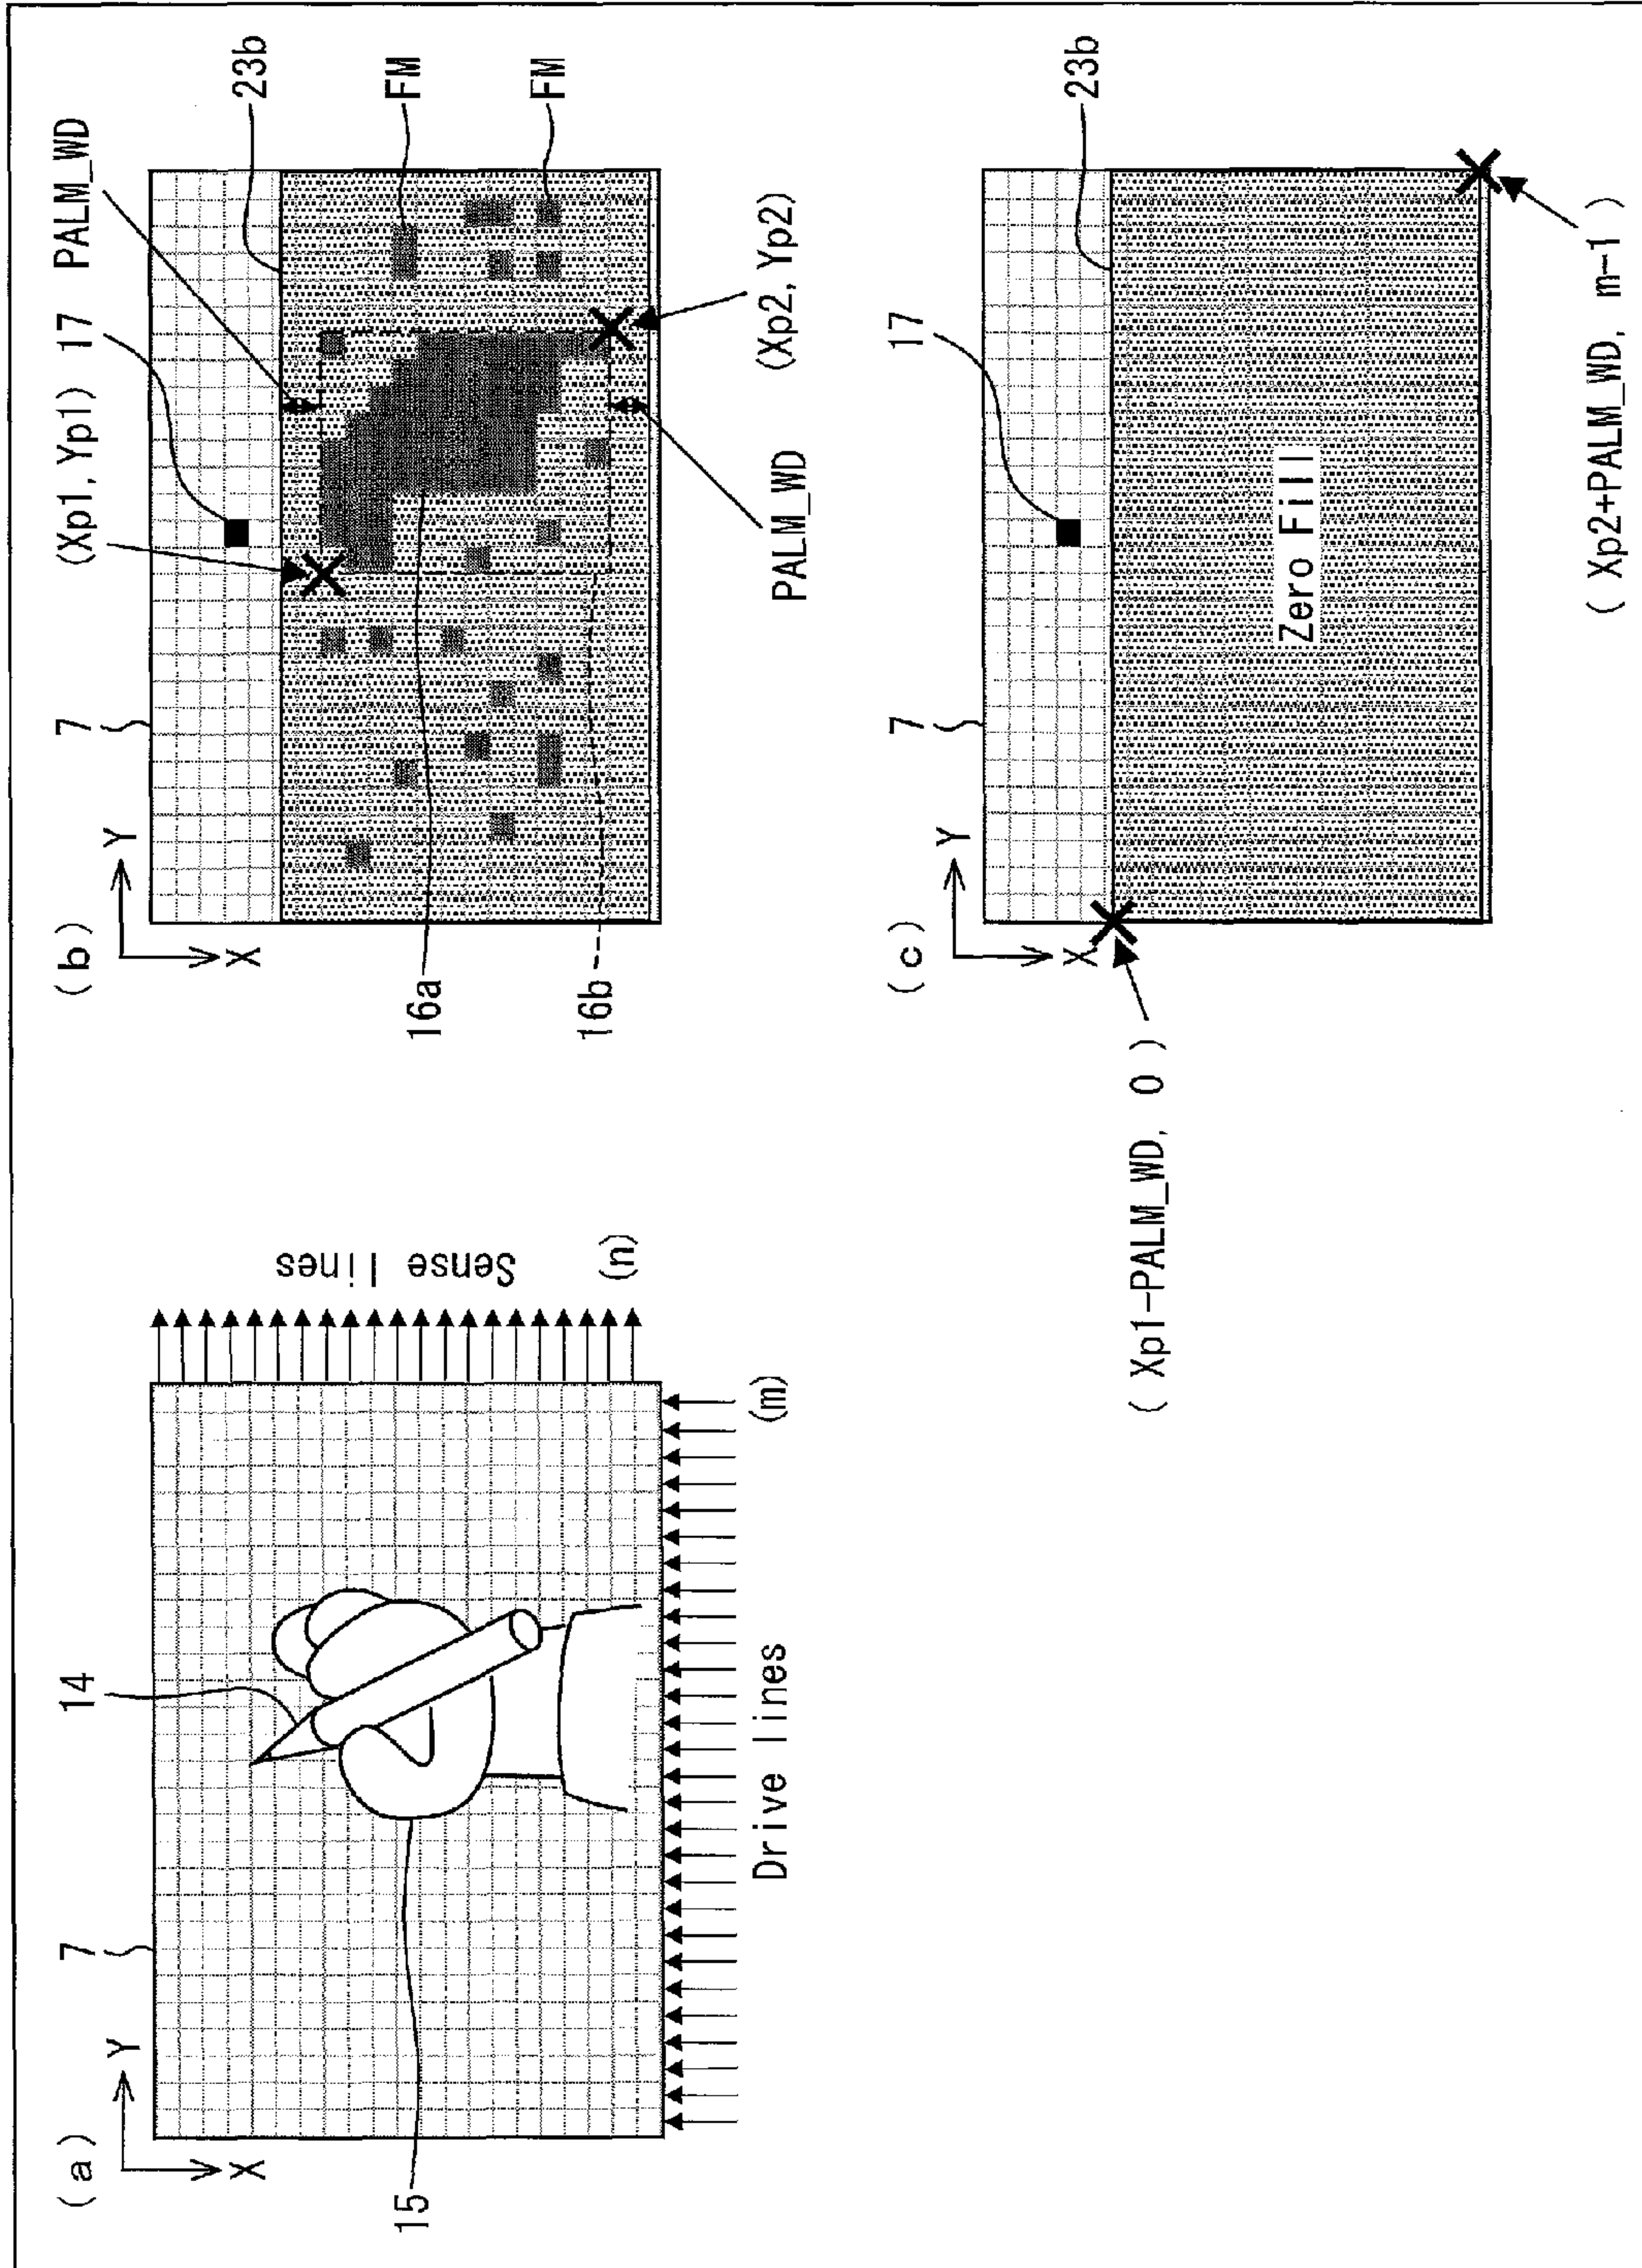 (a)
7
14
Y
X
15
Sense lines
(n)
(m)
Drive lines
(b)
7
(Xp1, Yp1)
17
PALM_WD
23b
Y
X
FM
FM
16a
16b
PALM_WD
(Xp2, Yp2)
(c)
7
17
23b
Y
X
Zero Fill
( Xp1-PALM_WD, 0 )
( Xp2+PALM_WD, m-1 )